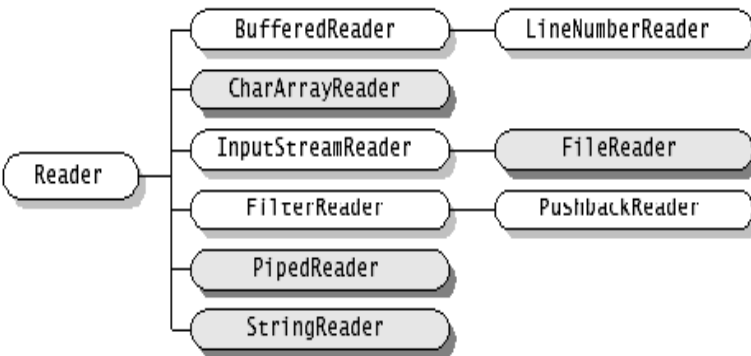 BufferedReader LineNumberReader
CharArrayReader
InputStreamReader FileReader
Reader
FilterReader PushbackReader
PipedReader
StringReader